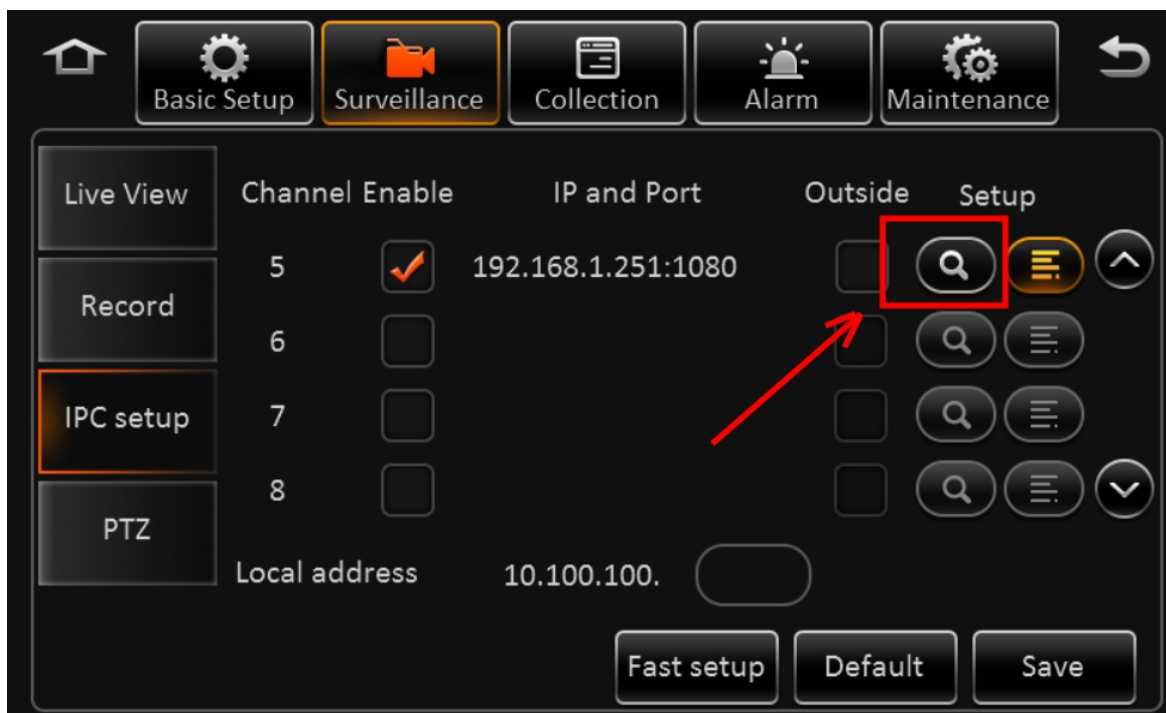 Basic Setup Surveillance Collection Alarm Maintenance
Live View
Record
IPC setup
PTZ
Channel Enable IP and Port Outside Setup
5 192.168.1.251:1080
6
7
8
Local address 10.100.100.
Fast setup Default Save